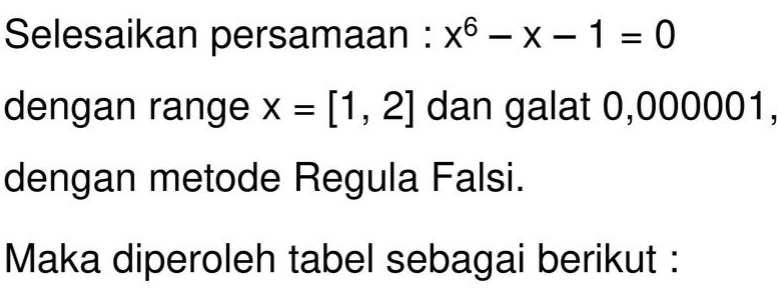 Selesaikan persamaan : x⁶ – x – 1 = 0
dengan range x = [1, 2] dan galat 0,000001,
dengan metode Regula Falsi.
Maka diperoleh tabel sebagai berikut :